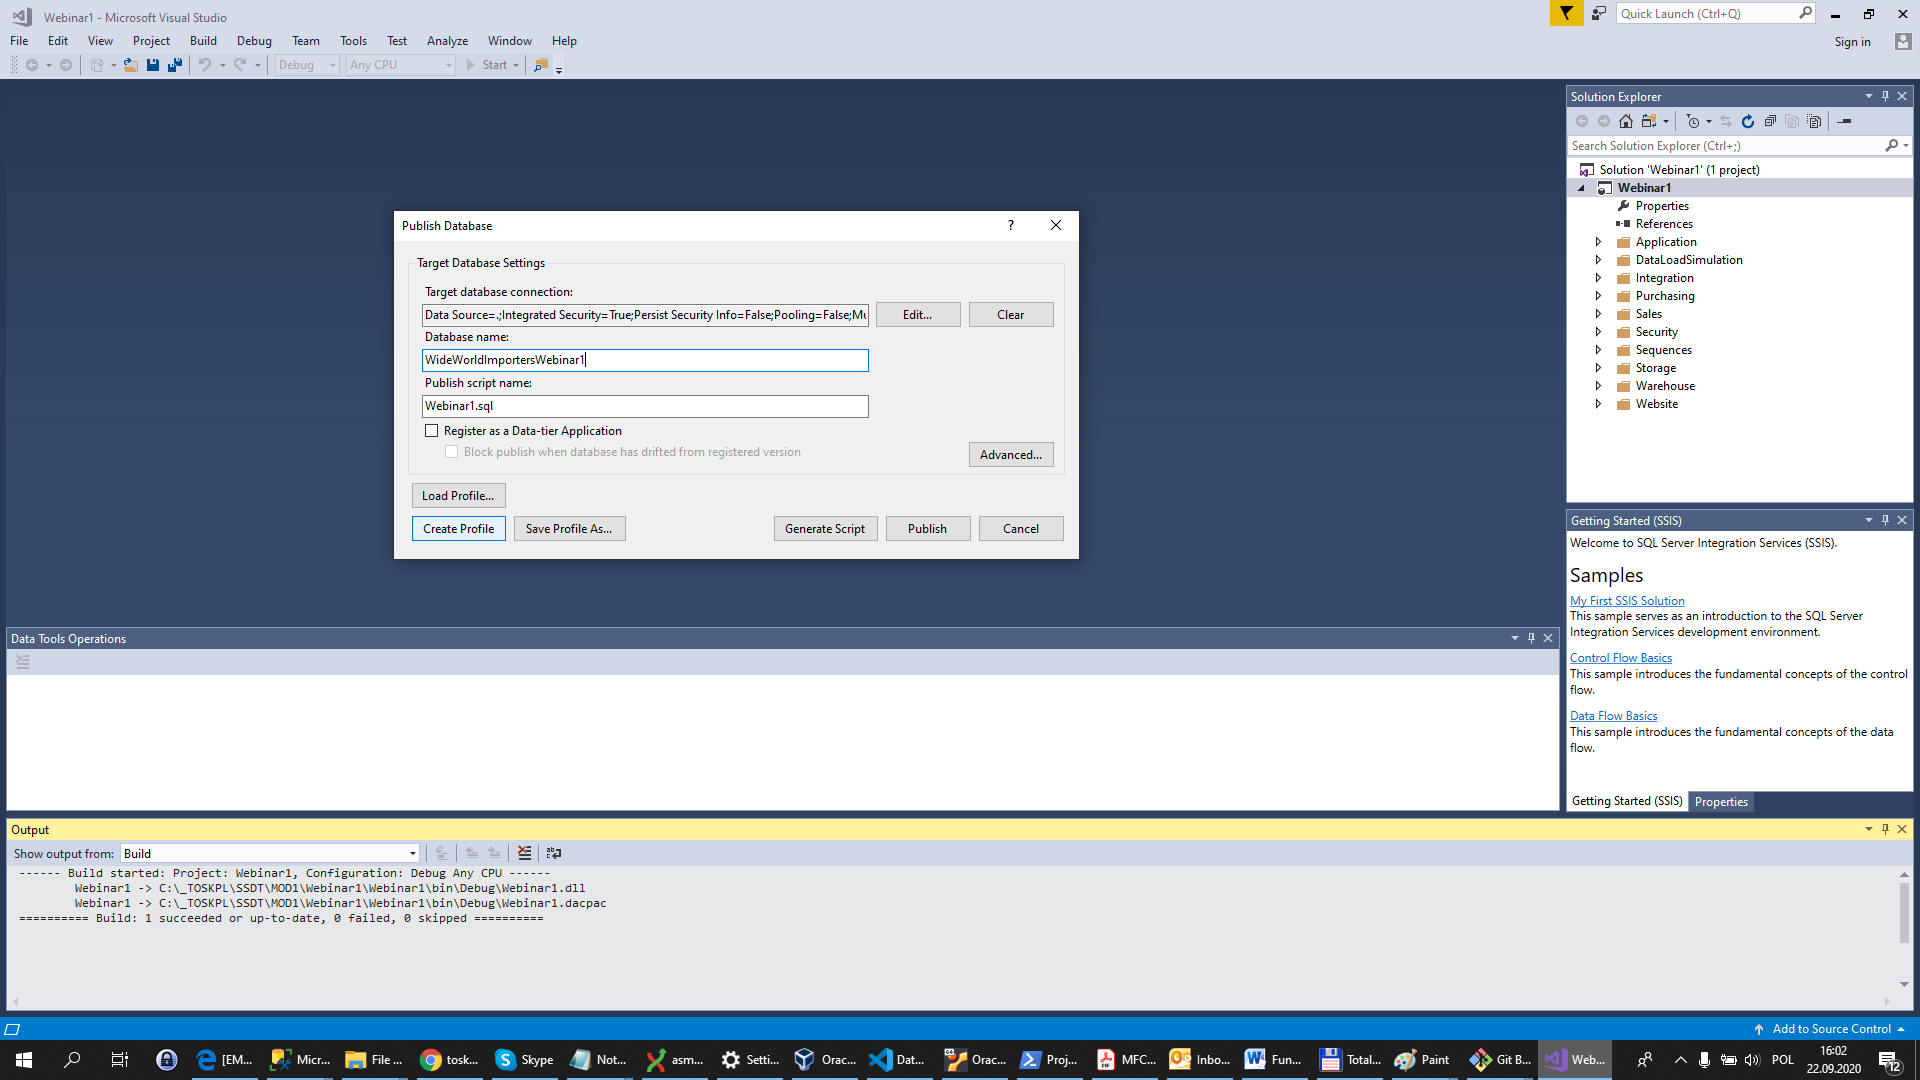 Webinar1 - Microsoft Visual Studio
Quick Launch (Ctrl+Q)
File Edit View Project Build Debug Team Tools Test Analyze Window Help
Sign in
Debug Any CPU Start
Solution Explorer
Search Solution Explorer (Ctrl+;)
Solution 'Webinar1' (1 project)
Webinar1
Properties
References
Application
DataLoadSimulation
Integration
Purchasing
Sales
Security
Sequences
Storage
Warehouse
Website
Publish Database
?
Target Database Settings
Target database connection:
Data Source=.;Integrated Security=True;Persist Security Info=False;Pooling=False;Mu
Edit...
Clear
Database name:
WideWorldImportersWebinar1
Publish script name:
Webinar1.sql
Register as a Data-tier Application
Block publish when database has drifted from registered version
Advanced...
Load Profile...
Create Profile
Save Profile As...
Generate Script
Publish
Cancel
Getting Started (SSIS)
Welcome to SQL Server Integration Services (SSIS).
Samples
My First SSIS Solution
This sample serves as an introduction to the SQL Server
Integration Services development environment.
Control Flow Basics
This sample introduces the fundamental concepts of the control
flow.
Data Flow Basics
This sample introduces the fundamental concepts of the data
flow.
Getting Started (SSIS) Properties
Data Tools Operations
Output
Show output from: Build
------ Build started: Project: Webinar1, Configuration: Debug Any CPU ------
Webinar1 -> C:\_TOSKPL\SSDT\MOD1\Webinar1\Webinar1\bin\Debug\Webinar1.dll
Webinar1 -> C:\_TOSKPL\SSDT\MOD1\Webinar1\Webinar1\bin\Debug\Webinar1.dacpac
========== Build: 1 succeeded or up-to-date, 0 failed, 0 skipped ==========
Add to Source Control
[EM... Micr... File ... tosk... Skype Not... asm... Setti... Orac... Dat... Orac... Proj... MFC... Inbo... Fun... Total... Paint Git B... Web...
POL
16:02
22.09.2020
12